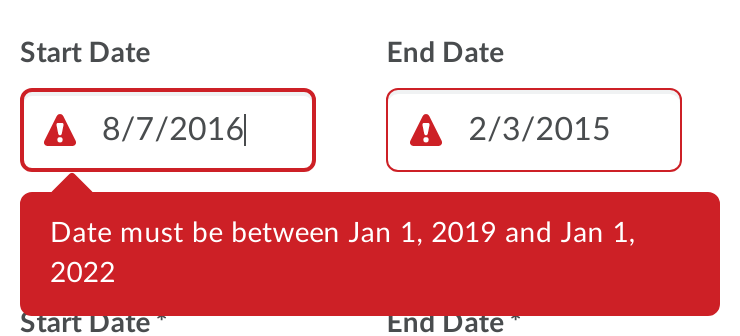 Start Date End Date
8/7/2016 2/3/2015
Date must be between Jan 1, 2019 and Jan 1,
2022
Start Date * End Date *